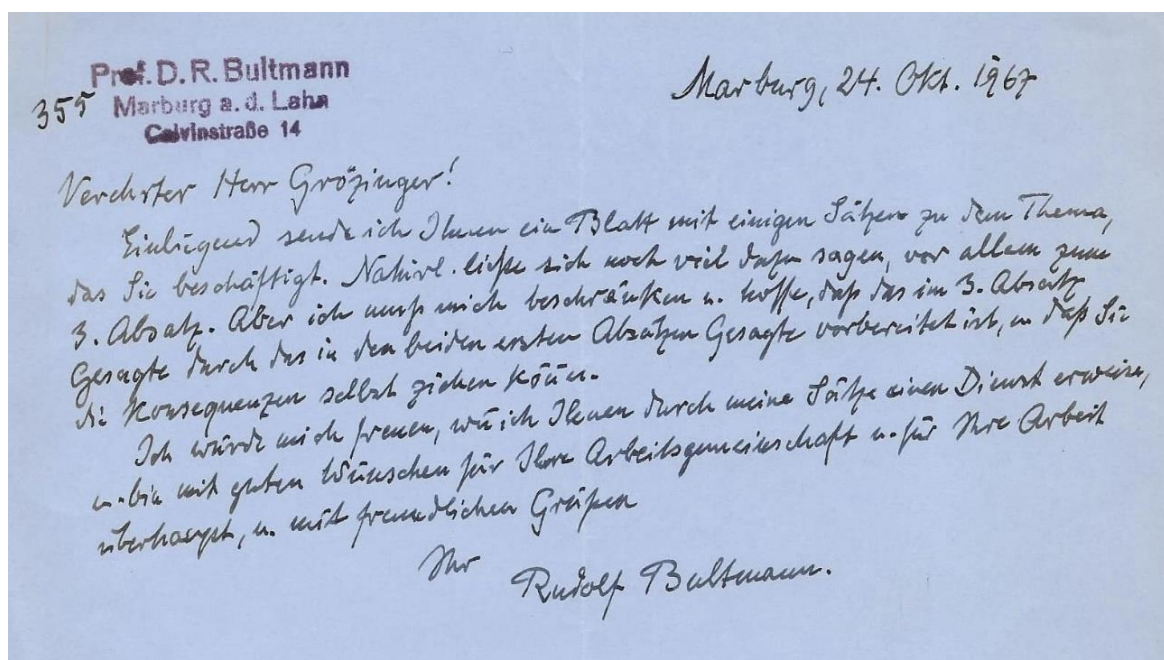 Prof. D. R. Bultmann
355 Marburg a. d. Lahn
Calvinstraße 14
Marburg, 24. Okt. 1967
Verehrter Herr Grözinger!
Einliegend sende ich Ihnen ein Blatt mit einigen Sätzen zu dem Thema,
das Sie beschäftigt. Natürl. ließe sich noch viel dazu sagen, vor allem zum
3. Absatz. Aber ich muß mich beschränken u. hoffe, daß das im 3. Absatz
Gesagte durch das in den beiden ersten Absätzen Gesagte vorbereitet ist, u. daß Sie
die Konsequenzen selbst ziehen könn̄.
Ich würde mich freuen, wen̄ ich Ihnen durch meine Sätze einen Dienst erweise,
u. bin mit guten Wünschen für Ihre Arbeitsgemeinschaft u. für Ihre Arbeit
überhaupt, u. mit freundlichen Grüßen
Ihr
Rudolf Bultmann.